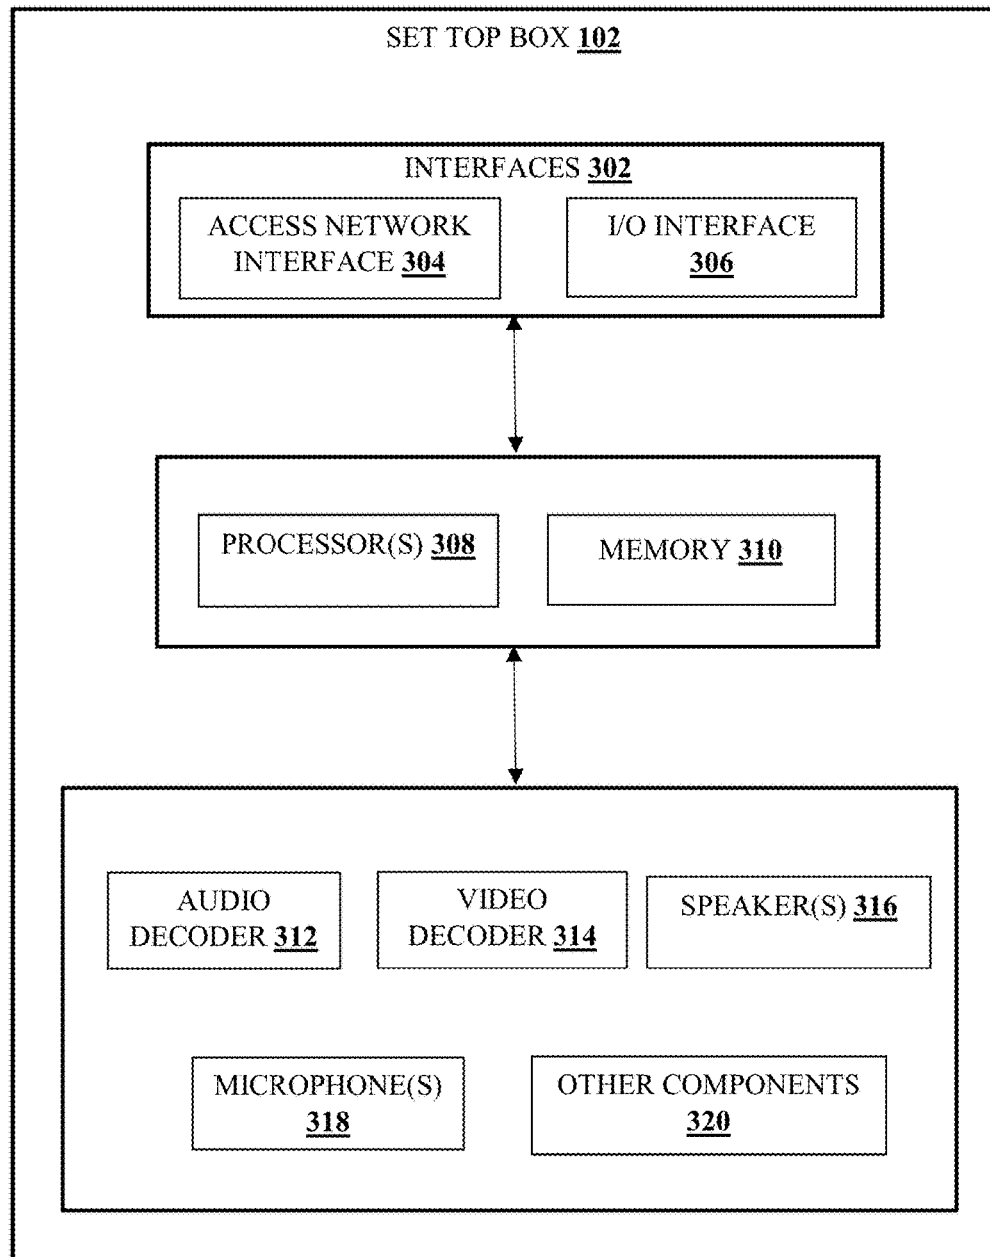 SET TOP BOX 102
INTERFACES 302
ACCESS NETWORK
INTERFACE 304
I/O INTERFACE
306
PROCESSOR(S) 308
MEMORY 310
AUDIO
DECODER 312
VIDEO
DECODER 314
SPEAKER(S) 316
MICROPHONE(S)
318
OTHER COMPONENTS
320